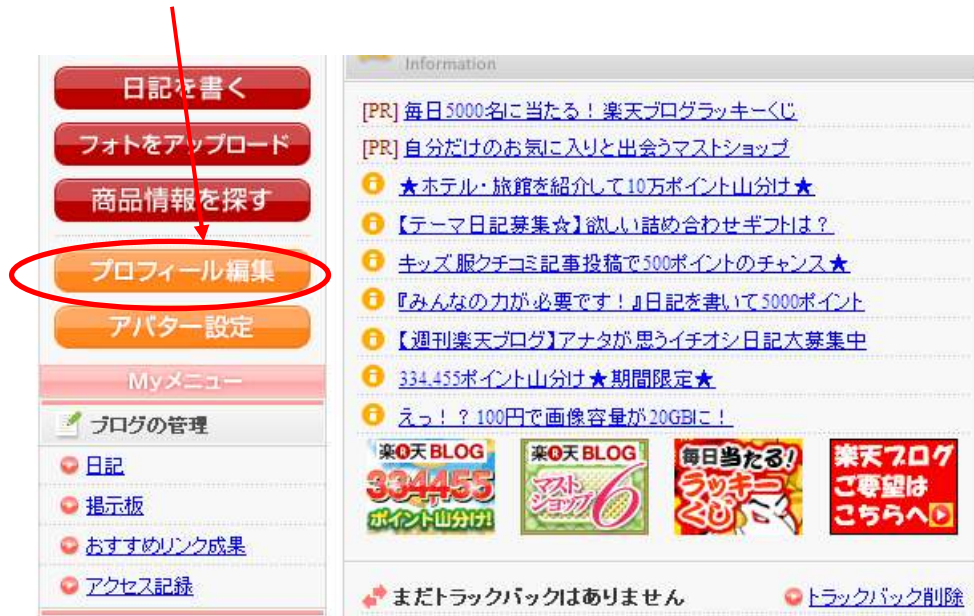 Information
日記を書く
フォトをアップロード
商品情報を探す
プロフィール編集
アバター設定
Myメニュー
ブログの管理
日記
掲示板
おすすめリンク成果
アクセス記録
[PR] 毎日5000名に当たる！楽天ブログラッキーくじ
[PR] 自分だけのお気に入りと出会うマストショップ
★ホテル・旅館を紹介して10万ポイント山分け★
【テーマ日記募集☆】欲しい詰め合わせギフトは？
キッズ服クチコミ記事投稿で500ポイントのチャンス★
『みんなの力が必要です！』日記を書いて5000ポイント
【週刊楽天ブログ】アナタが思うイチオシ日記大募集中
334,455ポイント山分け★期間限定★
えっ！？100円で画像容量が20GBに！
楽天 BLOG
334455
ポイント山分け!
楽天 BLOG
マスト
ショップ6
毎日当たる!
ラッキー
くじ
楽天ブログ
ご要望は
こちらへ
まだトラックバックはありません
トラックバック削除